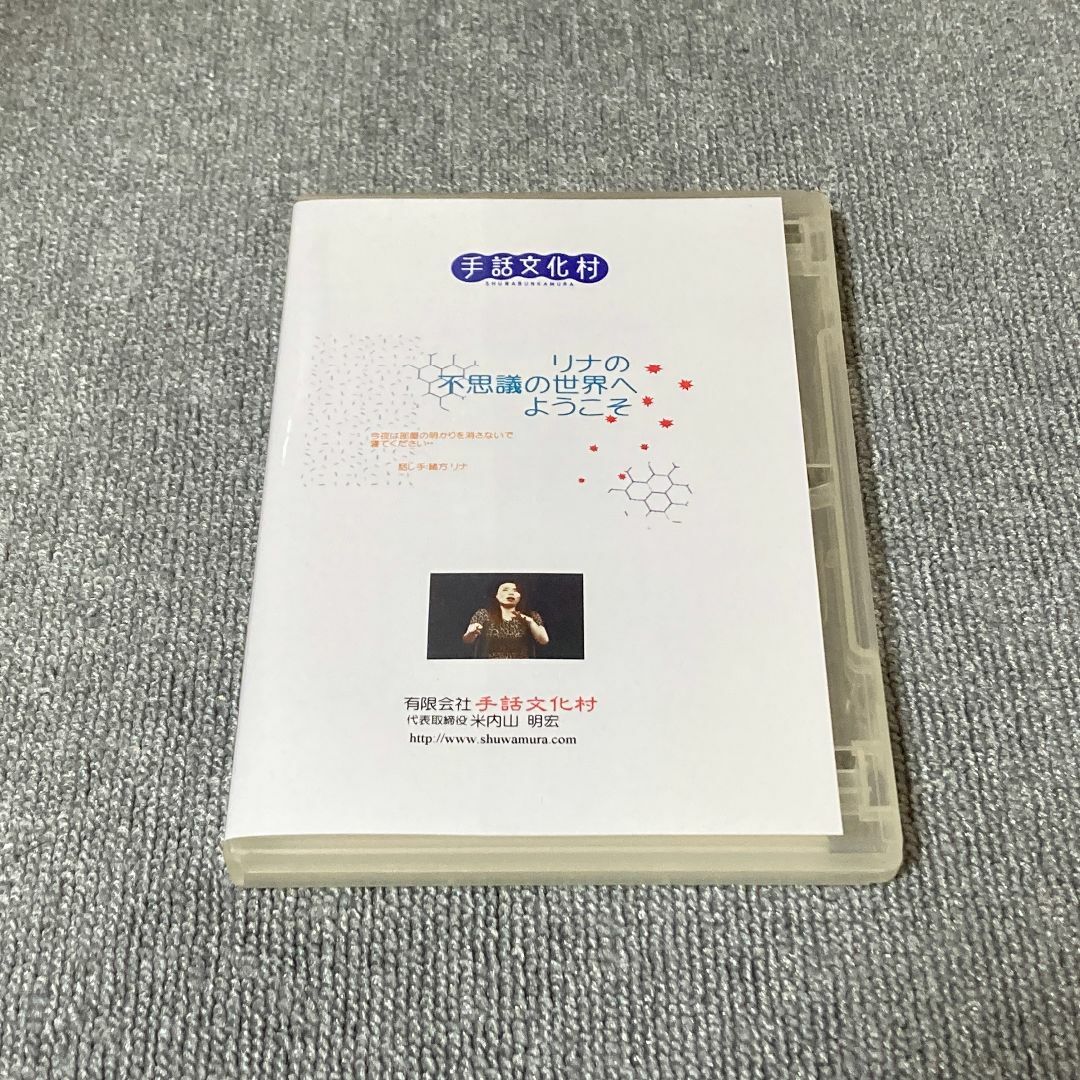 手話文化村
SHUWABUNKAMURA
リナの
不思議の世界へ
ようこそ
今夜は部屋の明かりを消さないで
寝てください…
話し手 緒方 リナ
有限会社 手話文化村
代表取締役 米内山 明宏
http://www.shuwamura.com